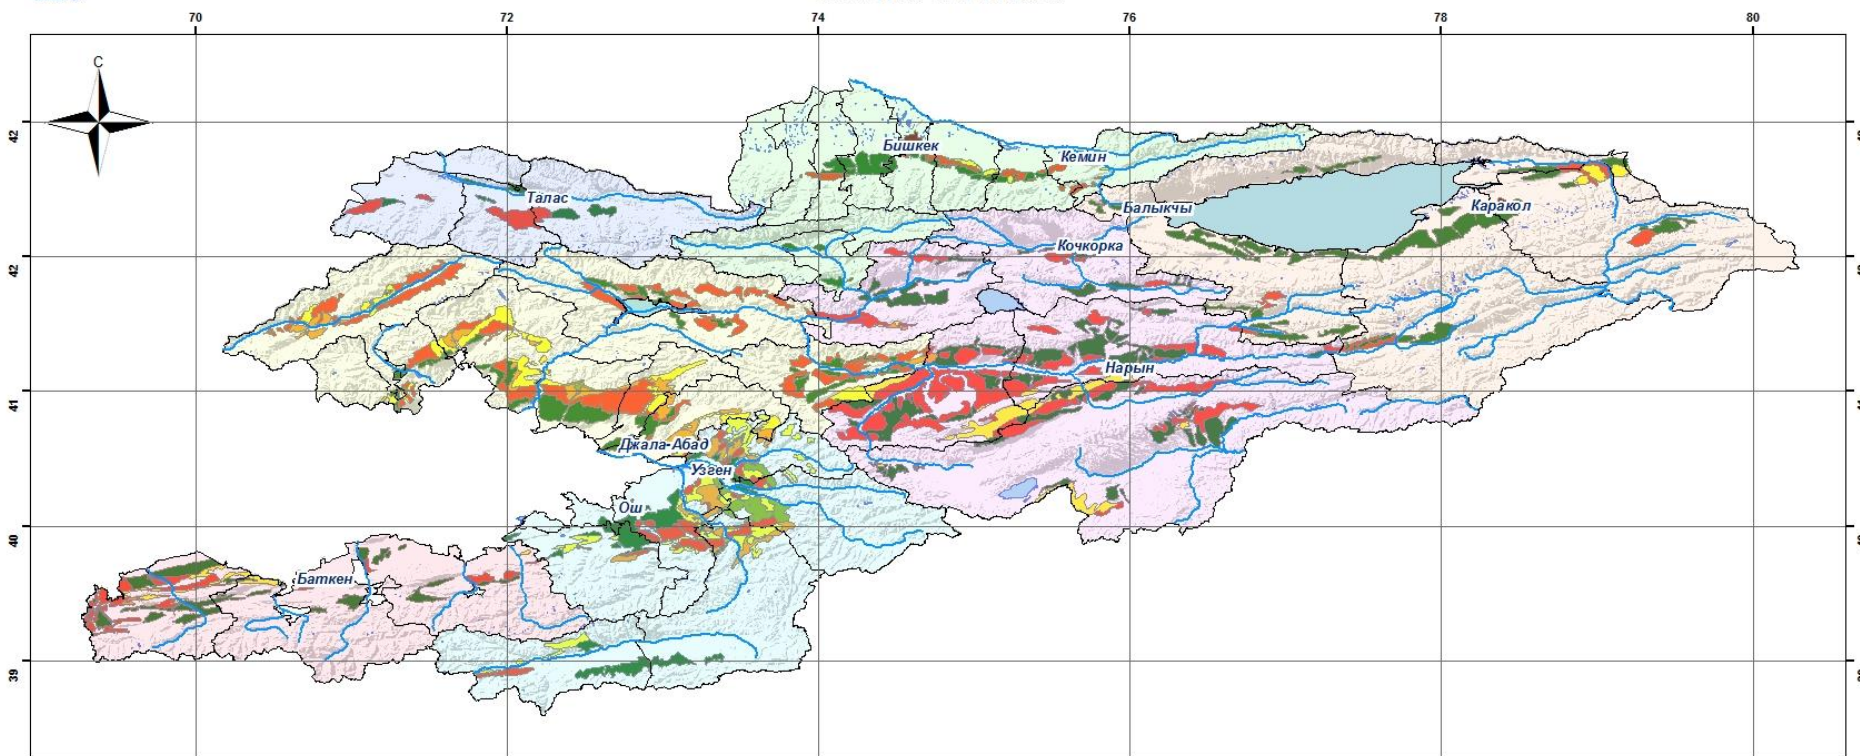 70 72 74 76 78 80
С
42
Бишкек
Кемин
Талас
Балыкчы
Каракол
Кочкорка
42
Нарын
41
Джала-Абад
Узген
Ош
40
Баткен
39